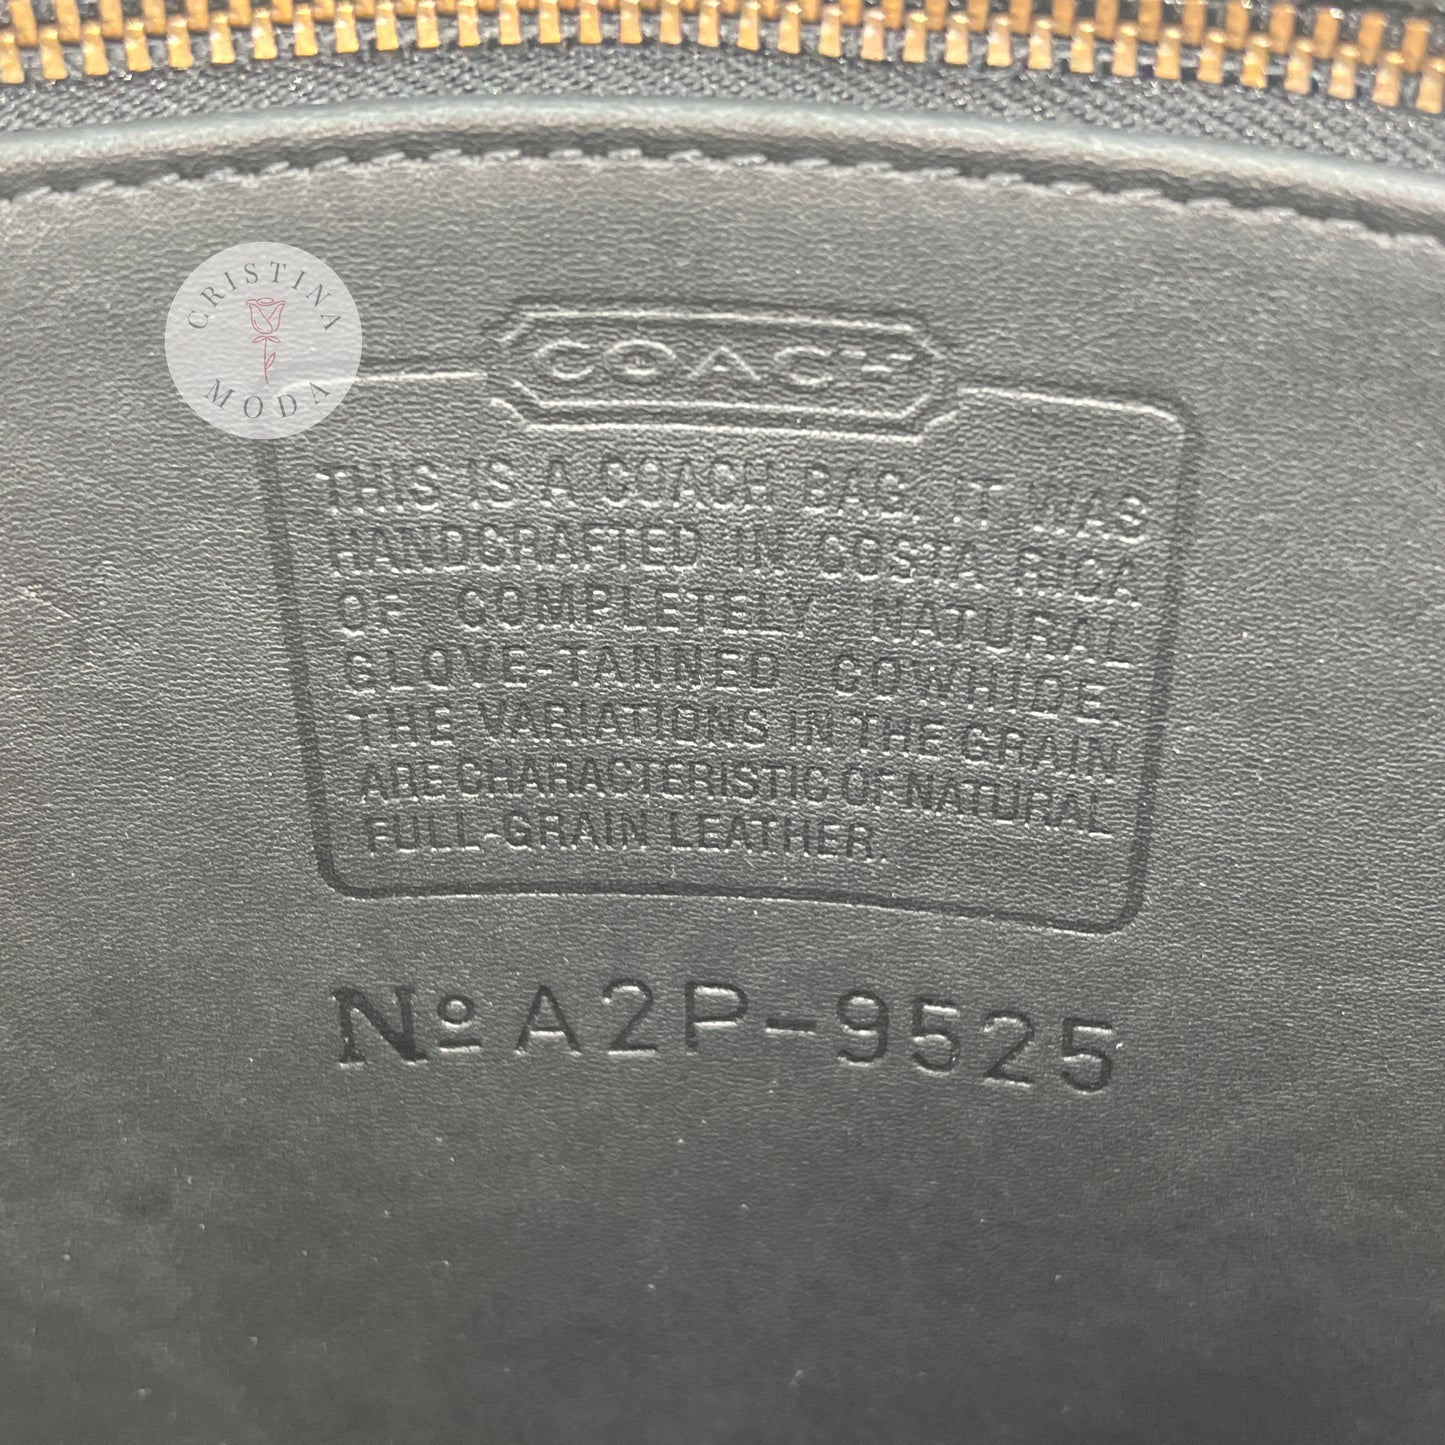 CRISTINA
MODA
COACH
THIS IS A COACH BAG. IT WAS
HANDCRAFTED IN COSTA RICA
OF COMPLETELY NATURAL
GLOVE-TANNED COWHIDE.
THE VARIATIONS IN THE GRAIN
ARE CHARACTERISTIC OF NATURAL
FULL-GRAIN LEATHER.
Nº A2P-9525